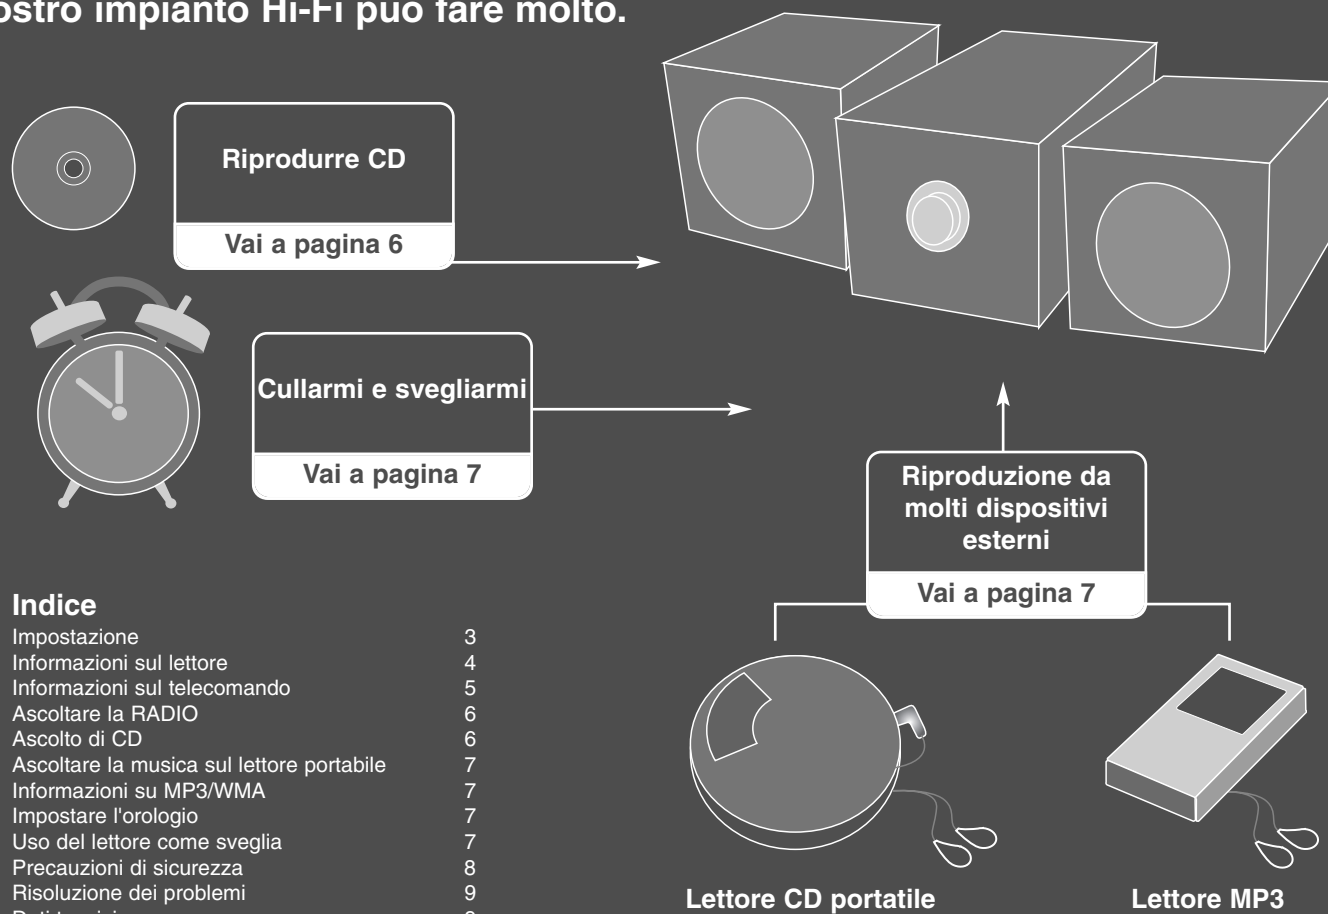 impianto Hi-Fi può fare molto.
Riprodurre CD
Vai a pagina 6
Cullarmi e svegliarmi
Vai a pagina 7
Riproduzione da
molti dispositivi
esterni
Vai a pagina 7
Indice
Impostazione 3
Informazioni sul lettore 4
Informazioni sul telecomando 5
Ascoltare la RADIO 6
Ascolto di CD 6
Ascoltare la musica sul lettore portabile 7
Informazioni su MP3/WMA 7
Impostare l'orologio 7
Uso del lettore come sveglia 7
Precauzioni di sicurezza 8
Risoluzione dei problemi 9
Lettore CD portatile
Lettore MP3